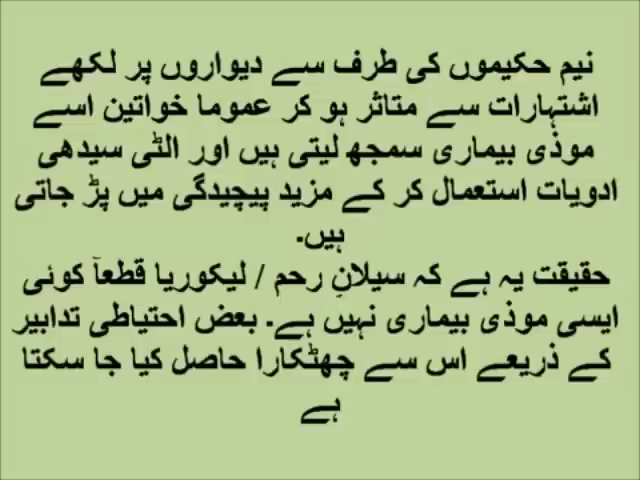 نیم حکیموں کی طرف سے دیواروں پر لکھے
اشتہارات سے متاثر ہو کر عموما خواتین اسے
موذی بیماری سمجھ لیتی ہیں اور الٹی سیدھی
ادویات استعمال کر کے مزید پیچیدگی میں پڑ جاتی
ہیں۔
حقیقت یہ ہے کہ سیلانِ رحم / لیکوریا قطعاَ کوئی
ایسی موذی بیماری نہیں ہے۔ بعض احتیاطی تدابیر
کے ذریعے اس سے چھٹکارا حاصل کیا جا سکتا
ہے